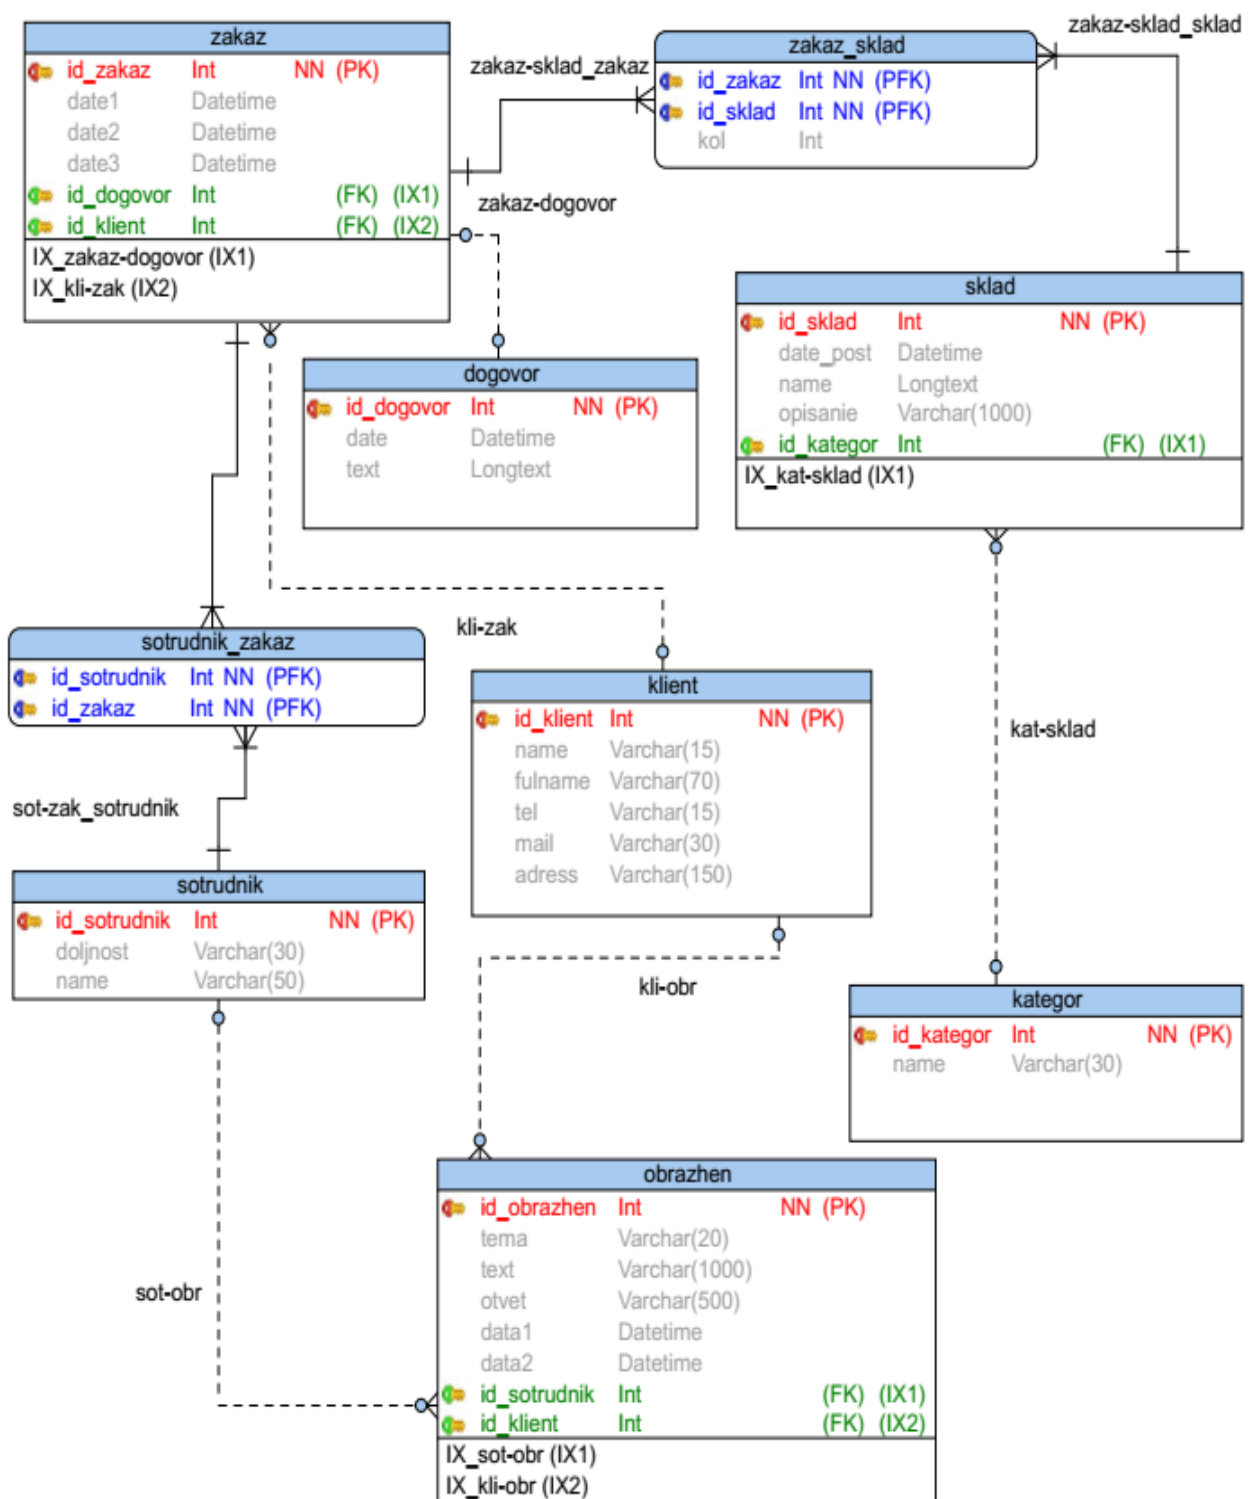 zakaz
id_zakaz Int NN (PK)
date1 Datetime
date2 Datetime
date3 Datetime
id_dogovor Int (FK) (IX1)
id_klient Int (FK) (IX2)
IX_zakaz-dogovor (IX1)
IX_kli-zak (IX2)
zakaz-sklad_zakaz
zakaz_sklad
id_zakaz Int NN (PFK)
id_sklad Int NN (PFK)
kol Int
zakaz-sklad_sklad
zakaz-dogovor
dogovor
id_dogovor Int NN (PK)
date Datetime
text Longtext
sklad
id_sklad Int NN (PK)
date_post Datetime
name Longtext
opisanie Varchar(1000)
id_kategor Int (FK) (IX1)
IX_kat-sklad (IX1)
sotrudnik_zakaz
id_sotrudnik Int NN (PFK)
id_zakaz Int NN (PFK)
kli-zak
klient
id_klient Int NN (PK)
name Varchar(15)
fulname Varchar(70)
tel Varchar(15)
mail Varchar(30)
adress Varchar(150)
kat-sklad
sot-zak_sotrudnik
sotrudnik
id_sotrudnik Int NN (PK)
doljnost Varchar(30)
name Varchar(50)
kli-obr
kategor
id_kategor Int NN (PK)
name Varchar(30)
sot-obr
obrazhen
id_obrazhen Int NN (PK)
tema Varchar(20)
text Varchar(1000)
otvet Varchar(500)
data1 Datetime
data2 Datetime
id_sotrudnik Int (FK) (IX1)
id_klient Int (FK) (IX2)
IX_sot-obr (IX1)
IX_kli-obr (IX2)